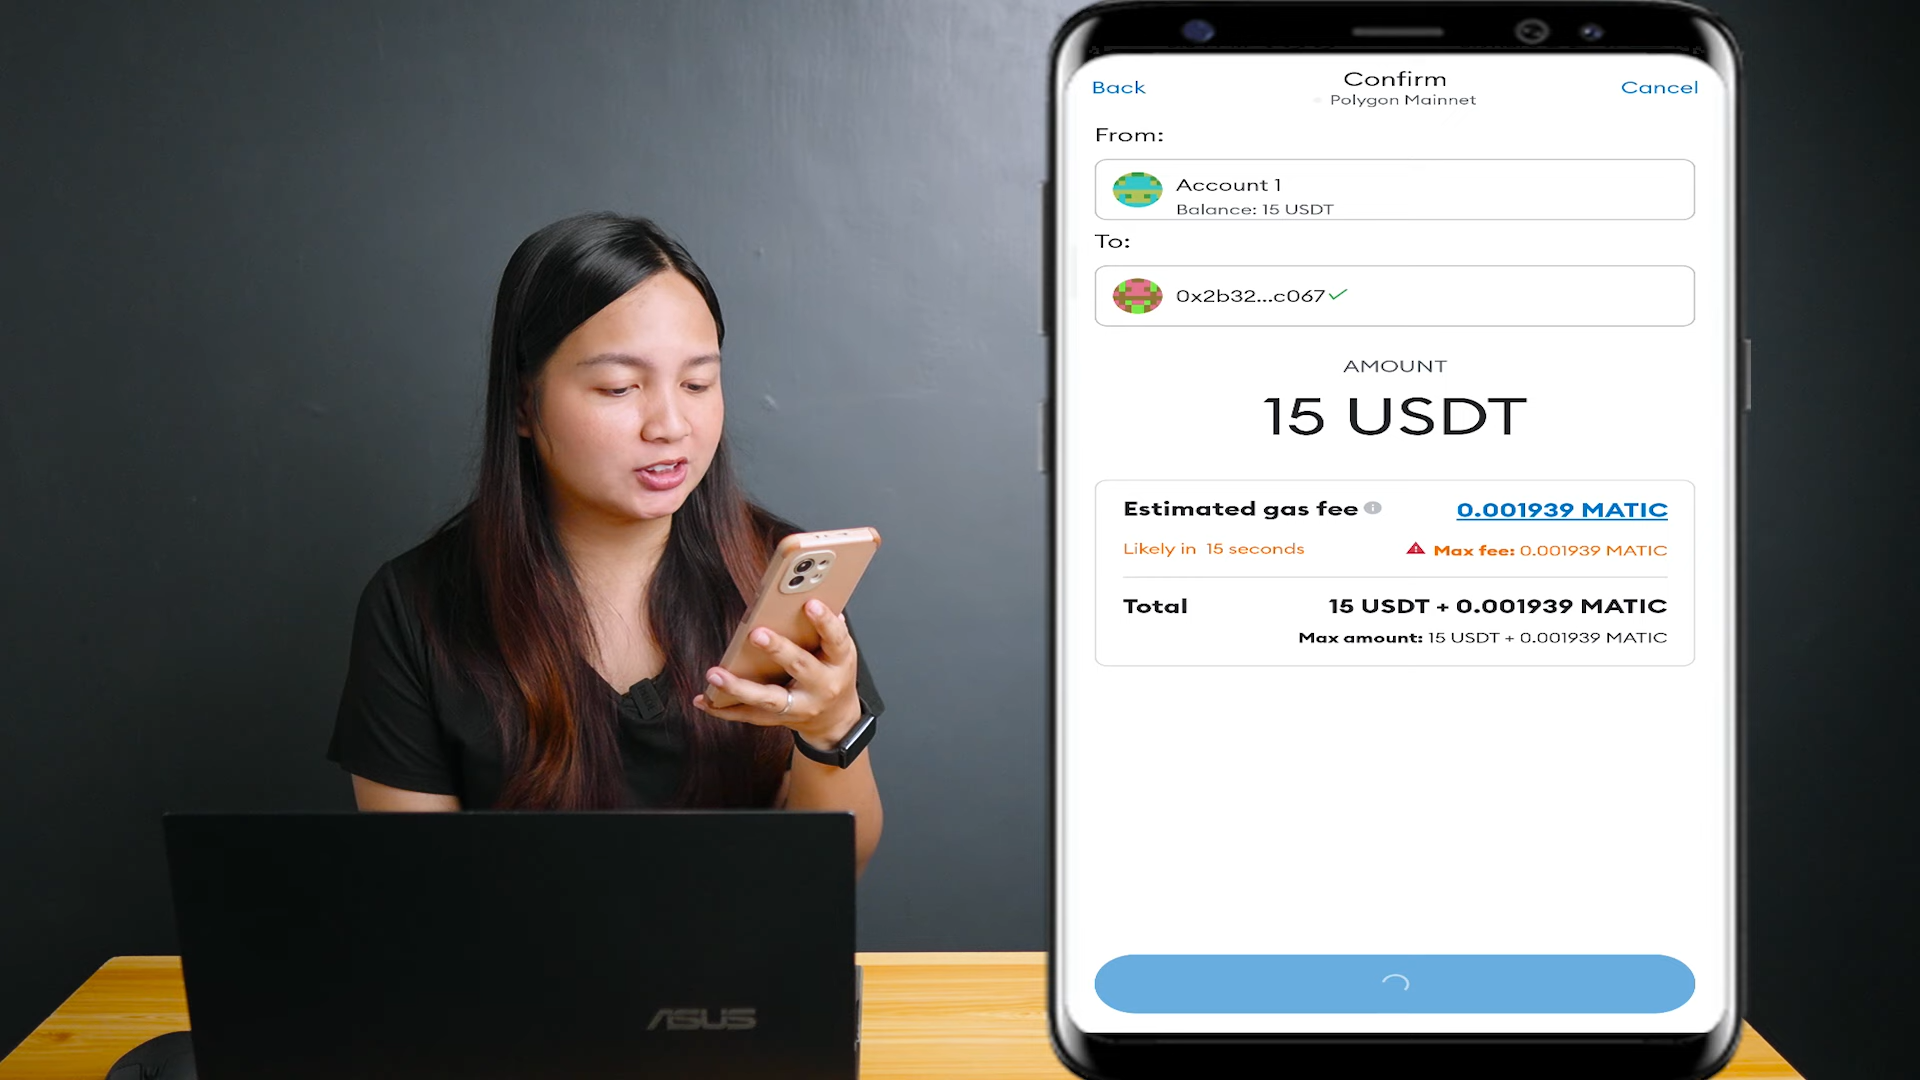 Back
Confirm
Cancel
Polygon Mainnet
From:
Account 1
Balance: 15 USDT
To:
0x2b32...c067
AMOUNT
15 USDT
Estimated gas fee
0.001939 MATIC
Likely in 15 seconds
Max fee: 0.001939 MATIC
Total
15 USDT + 0.001939 MATIC
Max amount: 15 USDT + 0.001939 MATIC
ASUS